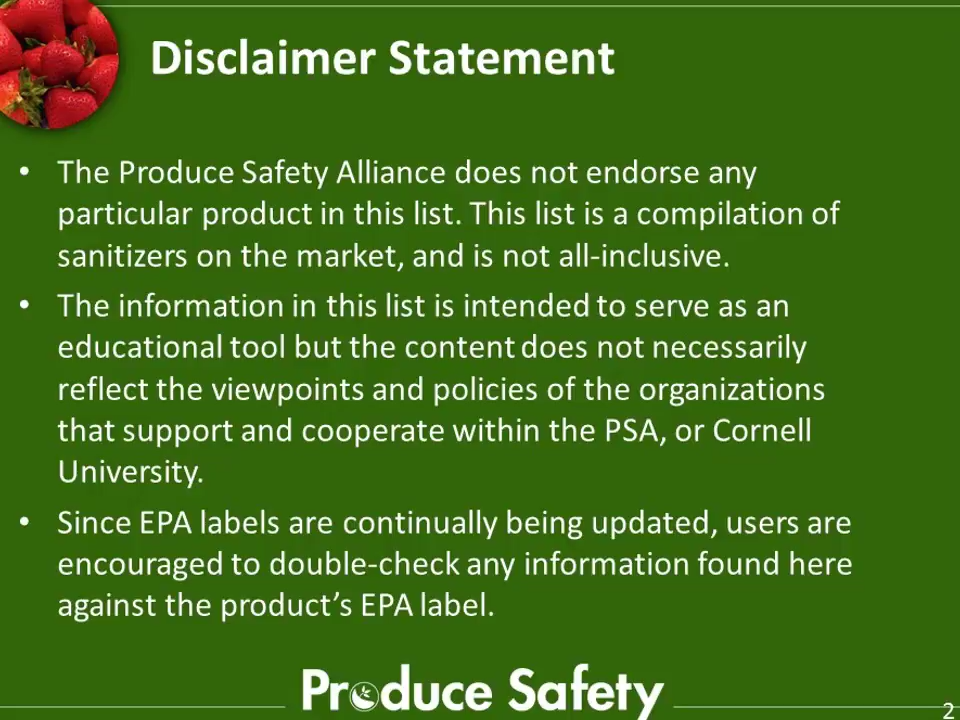 Disclaimer Statement
• The Produce Safety Alliance does not endorse any
particular product in this list. This list is a compilation of
sanitizers on the market, and is not all-inclusive.
• The information in this list is intended to serve as an
educational tool but the content does not necessarily
reflect the viewpoints and policies of the organizations
that support and cooperate within the PSA, or Cornell
University.
• Since EPA labels are continually being updated, users are
encouraged to double-check any information found here
against the product’s EPA label.
Produce Safety
2